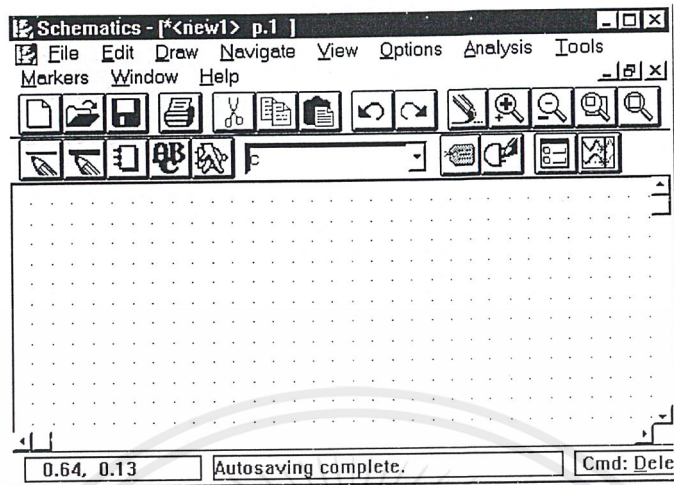 Schematics - [*<new1> p.1 ]
File Edit Draw Navigate View Options Analysis Tools
Markers Window Help
ABC
c
0.64, 0.13 Autosaving complete. Cmd: Dele